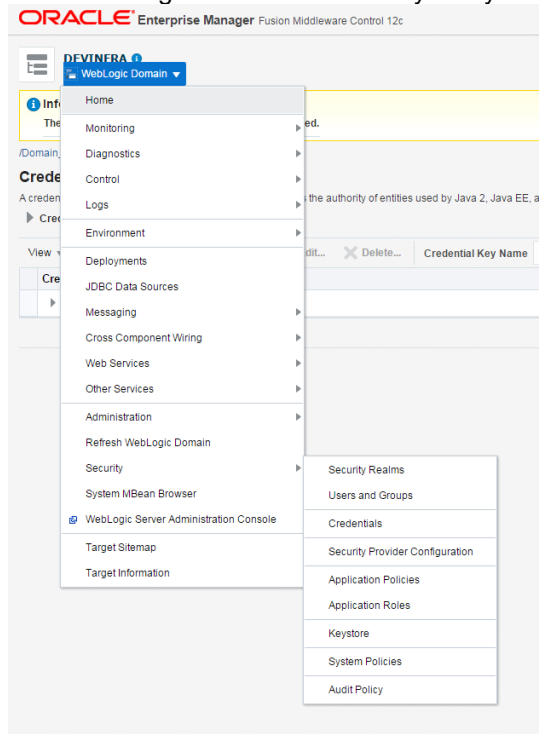 ORACLE Enterprise Manager Fusion Middleware Control 12c
DEVINFRA
WebLogic Domain
Home
Inf
The ed.
Monitoring
Diagnostics
/Domain_
Control
Crede
A creden the authority of entities used by Java 2, Java EE, a
Logs
Cre
Environment
View dit... Delete... Credential Key Name
Deployments
Cre
JDBC Data Sources
Messaging
Cross Component Wiring
Web Services
Other Services
Administration
Refresh WebLogic Domain
Security
System MBean Browser
WebLogic Server Administration Console
Target Sitemap
Target Information
Security Realms
Users and Groups
Credentials
Security Provider Configuration
Application Policies
Application Roles
Keystore
System Policies
Audit Policy